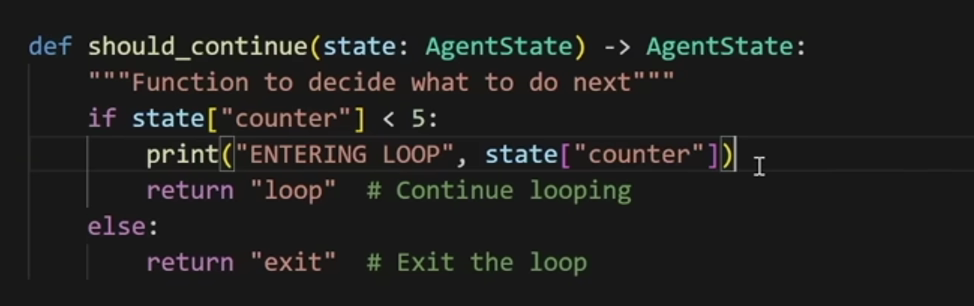 def should_continue(state: AgentState) -> AgentState:
    """Function to decide what to do next"""
    if state["counter"] < 5:
        print("ENTERING LOOP", state["counter"])
        return "loop"  # Continue looping
    else:
        return "exit"  # Exit the loop